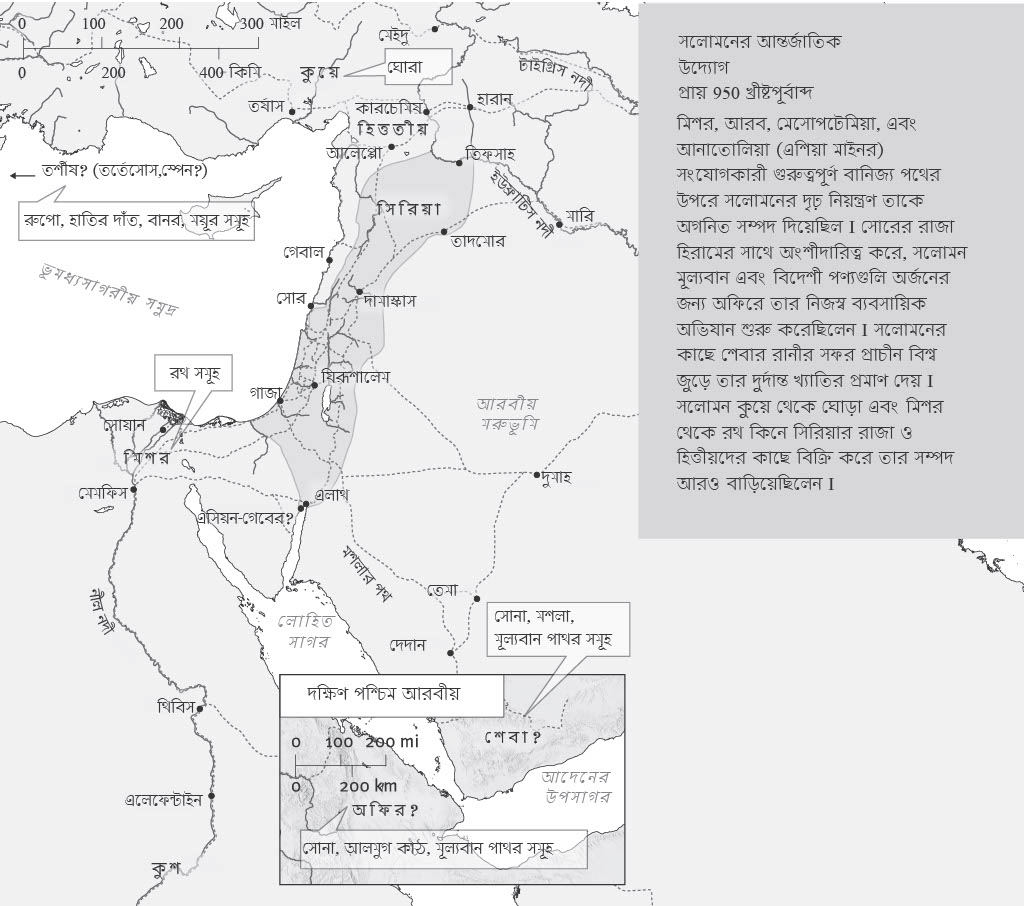 0 100 200 300 মাইল
0 200 400 কিমি
মেইদু
কুয়ে
ঘোরা
টাইগ্রিস নদী
তর্ষাস
কারচেমিষ
হারান
হিত্ততীয়
আলেপ্পো
তিফসাহ
তর্শীষ? (তর্তেসোস,স্পেন?)
রুপো, হাতির দাঁত, বানর, ময়ূর সমূহ
সিরিয়া
ইউফ্রাটিস নদী
মারি
তাদমোর
গেবাল
ভূমধ্যসাগরীয় সমুদ্র
সোর
দামাস্কাস
রথ সমূহ
যিরূশালেম
গাজা
আরবীয়
মরুভূমি
সোয়ান
মিশর
দুমাহ
মেমফিস
এলাথ
এসিয়ন-গেবের?
মশলার পথ
নীল নদী
তেমা
লোহিত
সাগর
সোনা, মশলা,
মূল্যবান পাথর সমূহ
দেদান
দক্ষিণ পশ্চিম আরবীয়
থিবিস
শেবা?
0 100 200 mi
0 200 km
আদেনের
উপসাগর
এলেফেন্টাইন
অফির?
সোনা, আলমুগ কাঠ, মূল্যবান পাথর সমূহ
কুশ
সলোমনের আন্তর্জাতিক
উদ্যোগ
প্রায় 950 খ্রীষ্টপূর্বাব্দ
মিশর, আরব, মেসোপটেমিয়া, এবং
আনাতোলিয়া (এশিয়া মাইনর)
সংযোগকারী গুরুত্বপূর্ণ বানিজ্য পথের
উপরে সলোমনের দৃঢ় নিয়ন্ত্রণ তাকে
অগনিত সম্পদ দিয়েছিল I সোরের রাজা
হিরামের সাথে অংশীদারিত্ব করে, সলোমন
মূল্যবান এবং বিদেশী পণ্যগুলি অর্জনের
জন্য অফিরে তার নিজস্ব ব্যবসায়িক
অভিযান শুরু করেছিলেন I সলোমনের
কাছে শেবার রানীর সফর প্রাচীন বিশ্ব
জুড়ে তার দুর্দান্ত খ্যাতির প্রমাণ দেয় I
সলোমন কুয়ে থেকে ঘোড়া এবং মিশর
থেকে রথ কিনে সিরিয়ার রাজা ও
হিত্তীয়দের কাছে বিক্রি করে তার সম্পদ
আরও বাড়িয়েছিলেন I